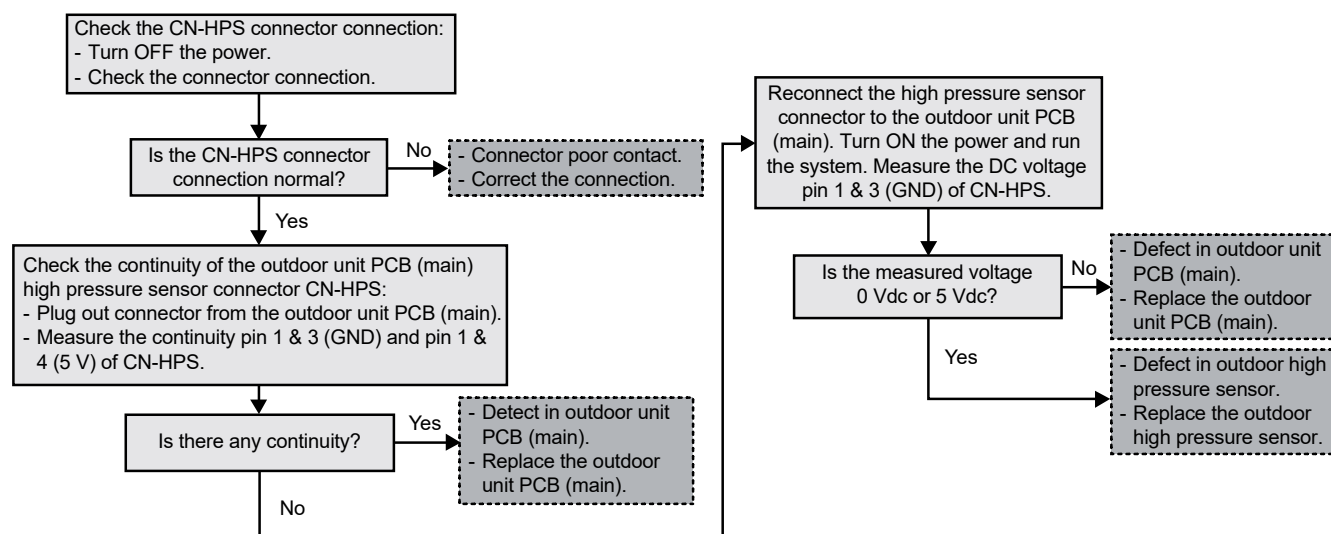 Check the CN-HPS connector connection:
- Turn OFF the power.
- Check the connector connection.
Is the CN-HPS connector
connection normal?
No
- Connector poor contact.
- Correct the connection.
Yes
Check the continuity of the outdoor unit PCB (main)
high pressure sensor connector CN-HPS:
- Plug out connector from the outdoor unit PCB (main).
- Measure the continuity pin 1 & 3 (GND) and pin 1 &
4 (5 V) of CN-HPS.
Is there any continuity?
Yes
- Detect in outdoor unit
PCB (main).
- Replace the outdoor
unit PCB (main).
No
Reconnect the high pressure sensor
connector to the outdoor unit PCB
(main). Turn ON the power and run
the system. Measure the DC voltage
pin 1 & 3 (GND) of CN-HPS.
Is the measured voltage
0 Vdc or 5 Vdc?
No
- Defect in outdoor unit
PCB (main).
- Replace the outdoor
unit PCB (main).
Yes
- Defect in outdoor high
pressure sensor.
- Replace the outdoor
high pressure sensor.